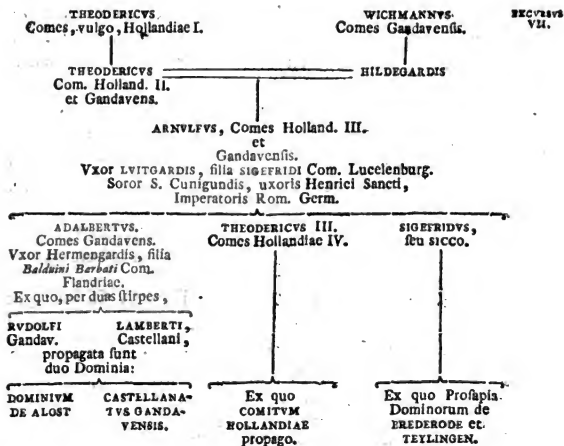 THEODERICVS
Comes, vulgo, Hollandiae I.
WICHMANNVS
Comes Gandavenſis.
EXCVRSVS
VII.
THEODERICVS
Com. Holland. II.
et Gandavens.
HILDEGARDIS
ARNVLFVS, Comes Holland. III.
et
Gandavenſis.
Vxor LVITGARDIS, filia SIGEFRIDI Com. Lucelenburg.
Soror S. Cunigundis, uxoris Henrici Sancti,
Imperatoris Rom. Germ.
ADALBERTVS.
Comes Gandavens.
Vxor Hermengardis, filia
Balduini Barbati Com.
Flandriae.
Ex quo, per duas ſtirpes,
THEODERICVS III.
Comes Hollandiae IV.
SIGEFRIDVS,
ſeu SICCO.
RVDOLFI
Gandav.
LAMBERTI,
Castellani,
propagata ſunt
duo Dominia:
DOMINIVM
DE ALOST
CASTELLANA-
TVS GANDA-
VENSIS.
Ex quo
COMITVM
HOLLANDIAE
propago.
Ex quo Proſapia
Dominorum de
BREDERODE et
TEYLINGEN.